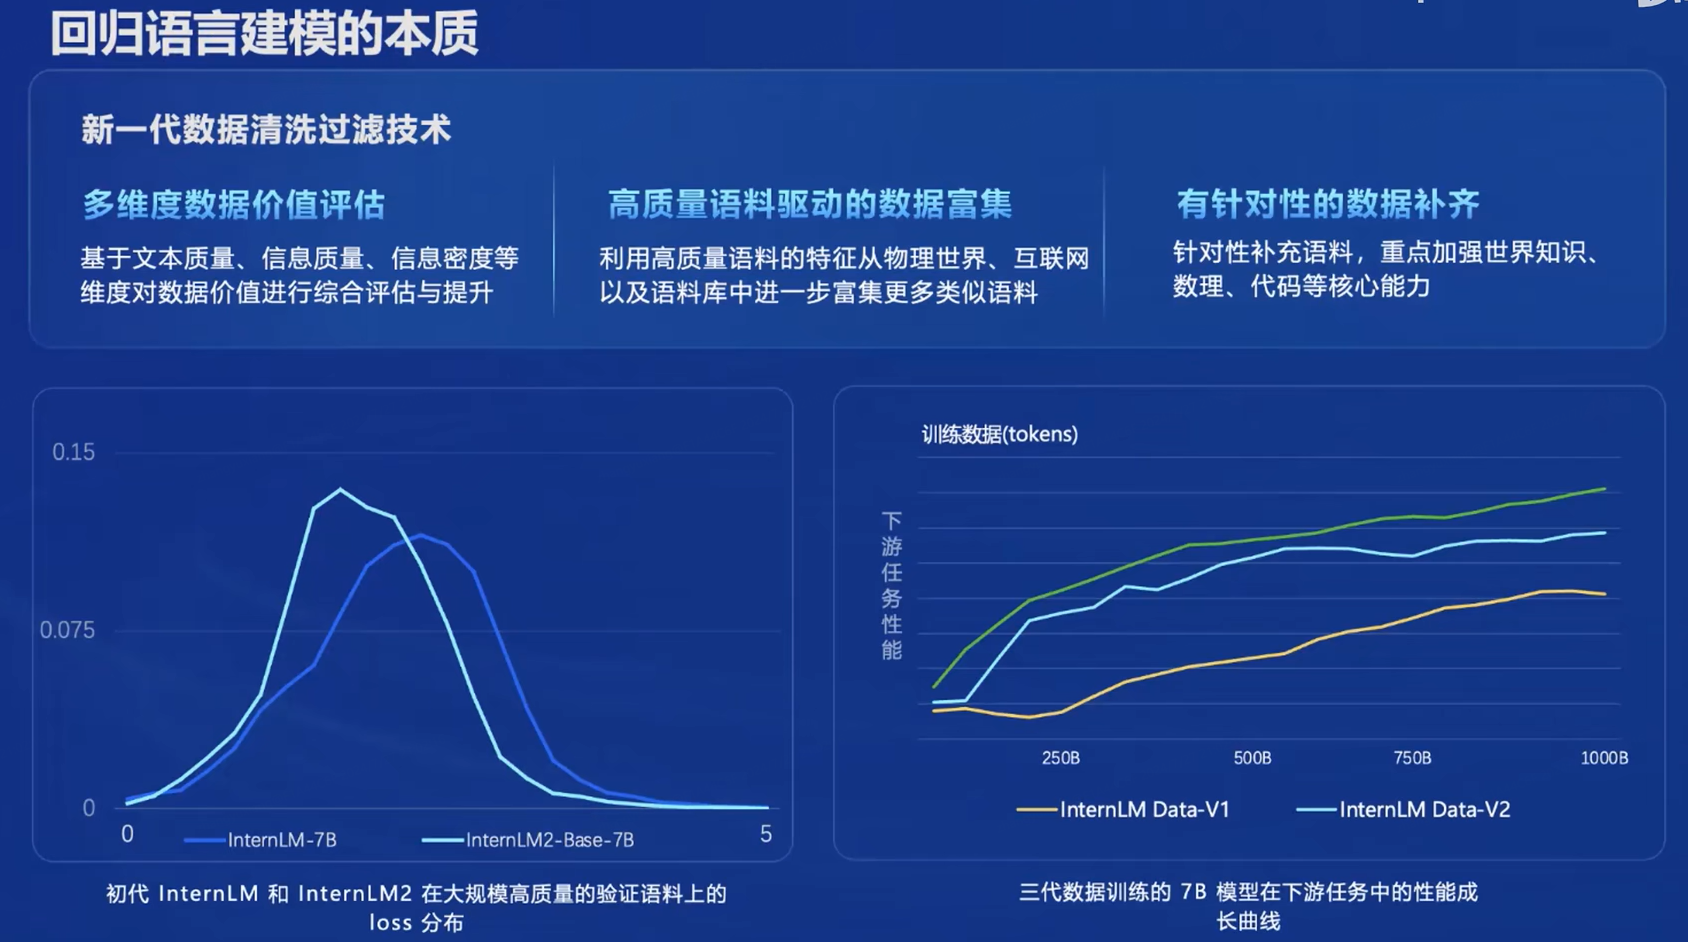 回归语言建模的本质
新一代数据清洗过滤技术
多维度数据价值评估
基于文本质量、信息质量、信息密度等
维度对数据价值进行综合评估与提升
高质量语料驱动的数据富集
利用高质量语料的特征从物理世界、互联网
以及语料库中进一步富集更多类似语料
有针对性的数据补齐
针对性补充语料，重点加强世界知识、
数理、代码等核心能力
0.15
0.075
0
0
5
InternLM-7B
InternLM2-Base-7B
初代 InternLM 和 InternLM2 在大规模高质量的验证语料上的
loss 分布
训练数据(tokens)
下游任务性能
250B
500B
750B
1000B
InternLM Data-V1
InternLM Data-V2
三代数据训练的 7B 模型在下游任务中的性能成
长曲线